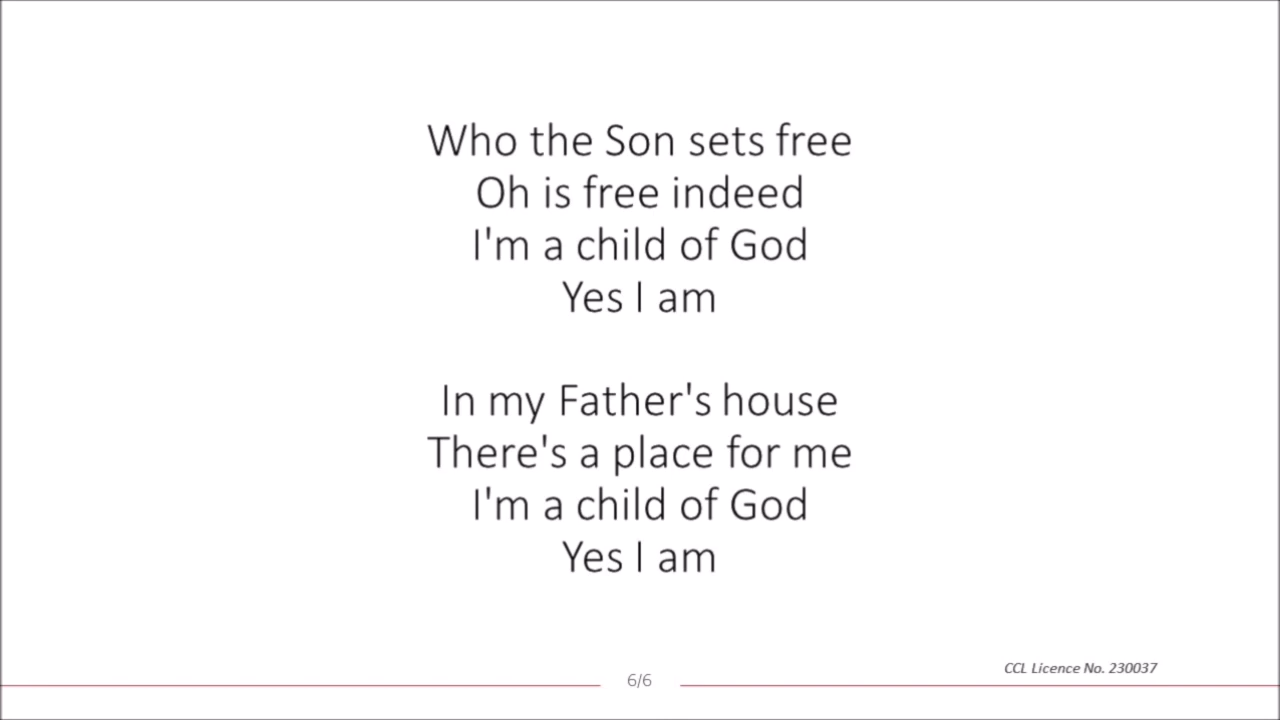 Who the Son sets free
Oh is free indeed
I'm a child of God
Yes I am
In my Father's house
There's a place for me
I'm a child of God
Yes I am
CCL Licence No. 230037
6/6